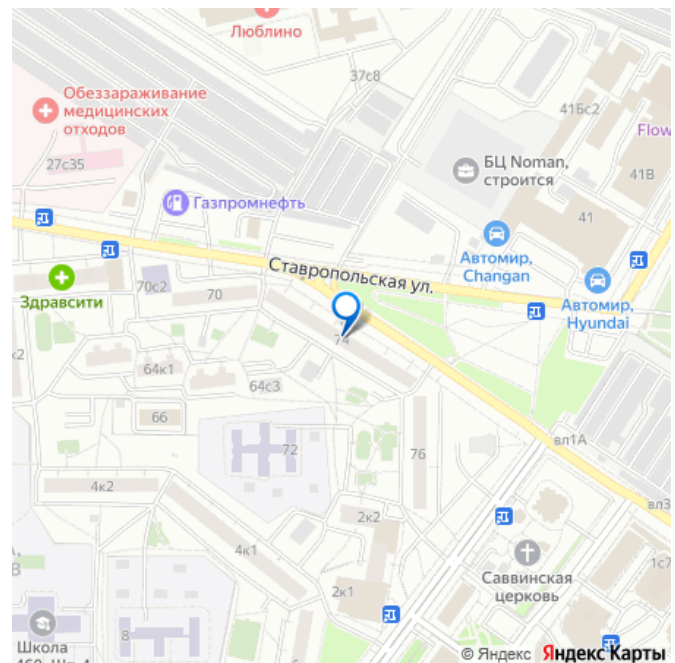 Люблино
37с8
Обеззараживание
медицинских
отходов
41Бс2
Flow
27с35
БЦ Noman,
строится
41В
Газпромнефть
41
Автомир,
Changan
Ставропольская ул.
Автомир,
Hyundai
Здравсити
70с2
70
74
64к1
64с3
66
72
76
вл1А
4к2
вл3
2к2
4к1
Саввинская
церковь
1с7
2к1
8
Школа
© Яндекс Яндекс Карты